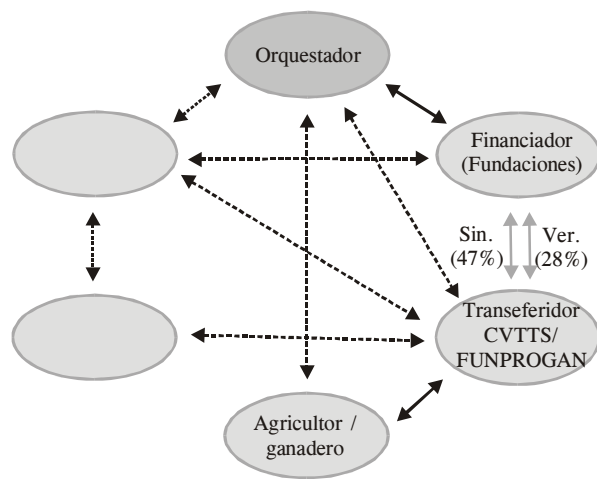 Orquestador
Financiador
(Fundaciones)
Sin. Ver.
(47%) (28%)
Transeferidor
CVTTS/
FUNPROGAN
Agricultor /
ganadero